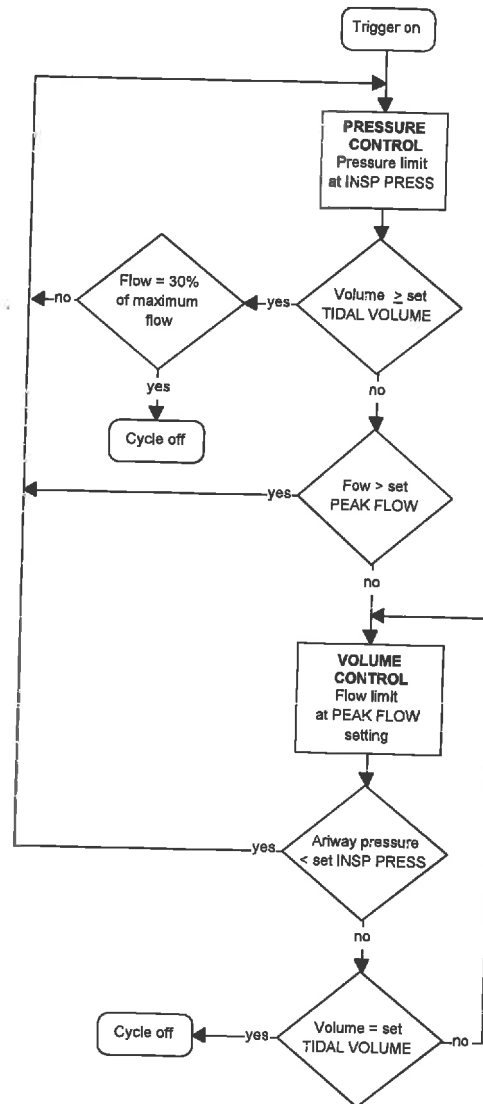 Trigger on
PRESSURE
CONTROL
Pressure limit
at INSP PRESS
Flow = 30%
of maximum
flow
no
yes
Volume ≥ set
TIDAL VOLUME
yes
no
Cycle off
yes
Fow > set
PEAK FLOW
no
VOLUME
CONTROL
Flow limit
at PEAK FLOW
setting
yes
Ariway pressure
< set INSP PRESS
no
Cycle off
yes
Volume = set
TIDAL VOLUME
no